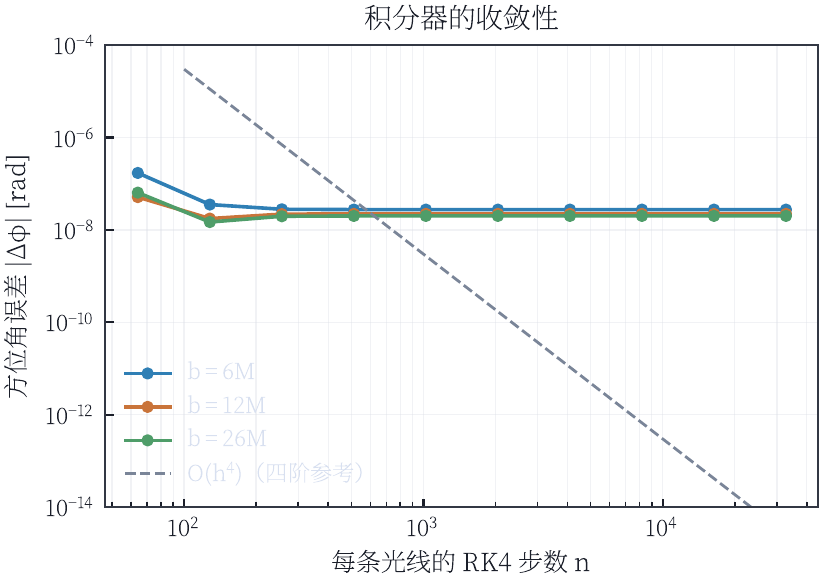 积分器的收敛性
方位角误差 |Δϕ| [rad]
10⁻⁴
10⁻⁶
10⁻⁸
10⁻¹⁰
10⁻¹²
10⁻¹⁴
b = 6M
b = 12M
b = 26M
O(h⁴)（四阶参考）
10² 10³ 10⁴
每条光线的 RK4 步数 n